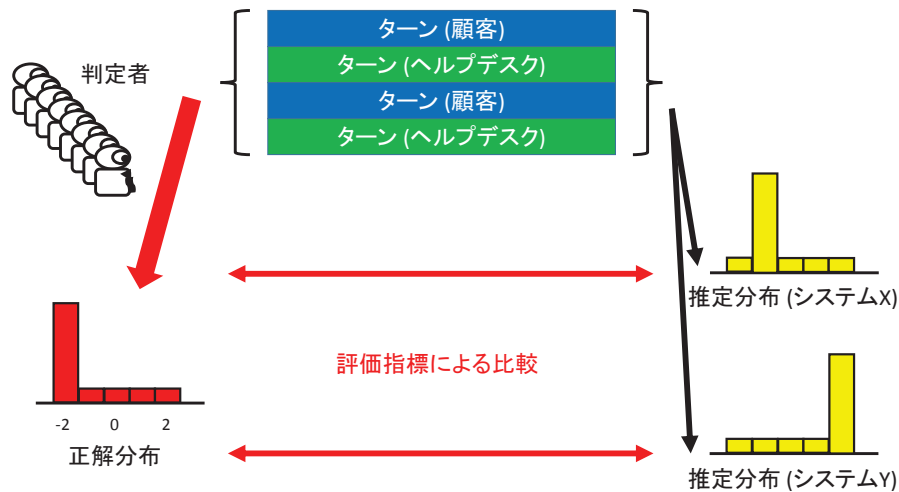 ターン (顧客)
ターン (ヘルプデスク)
ターン (顧客)
ターン (ヘルプデスク)
判定者
推定分布 (システムX)
評価指標による比較
-2 0 2
正解分布
推定分布 (システムY)